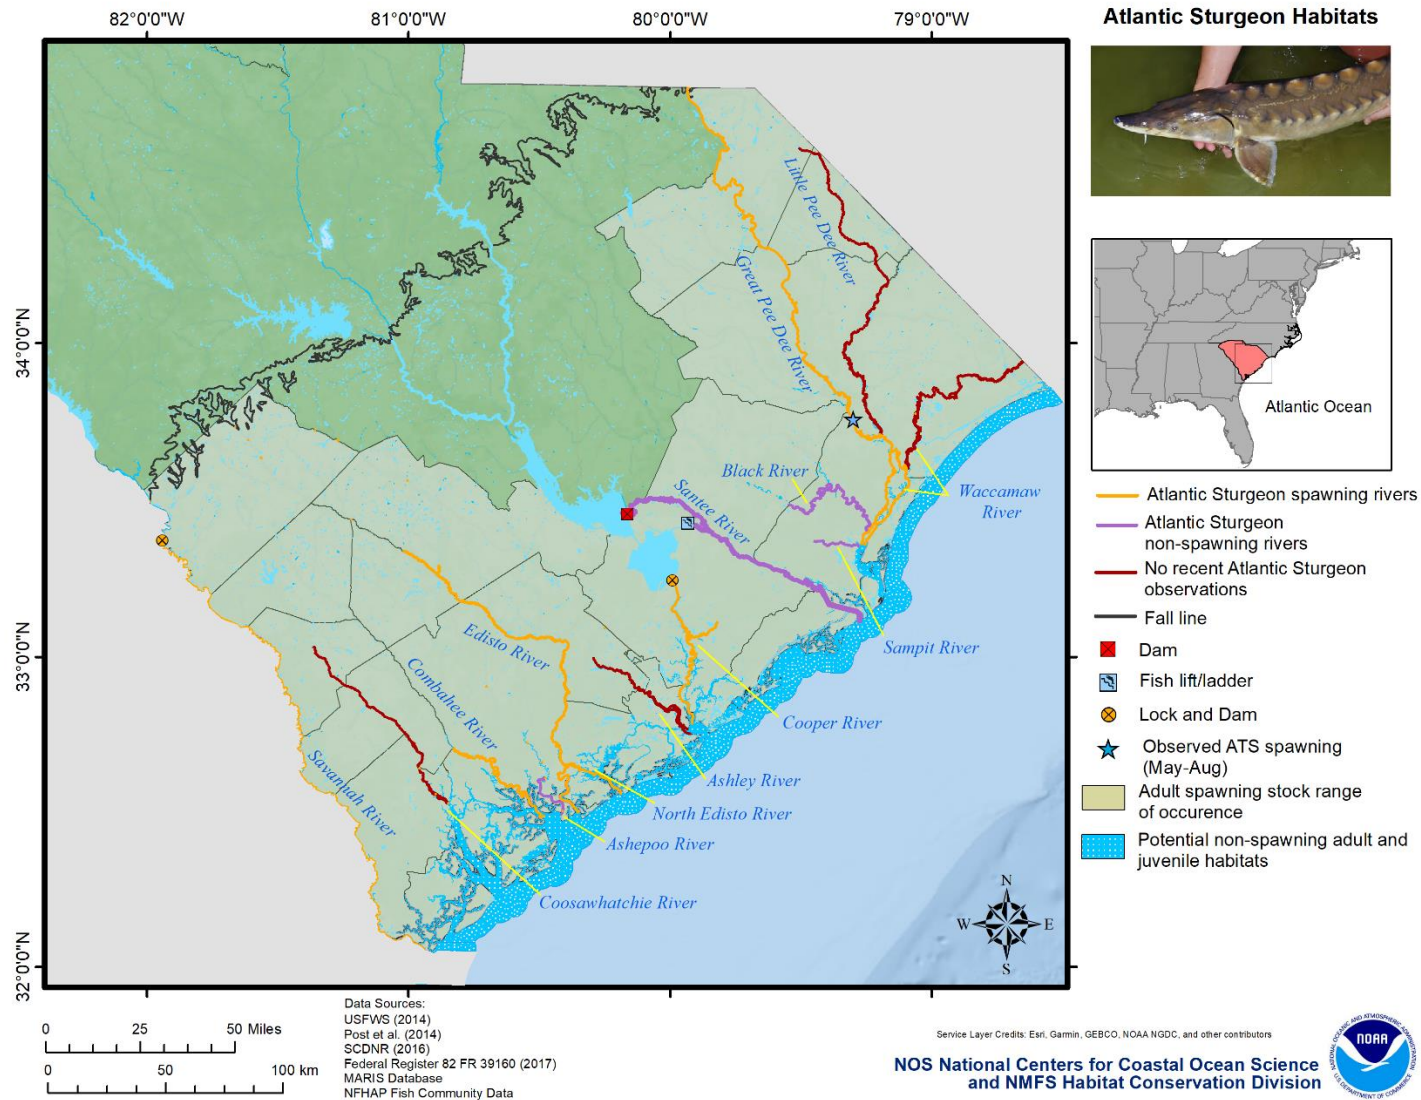 82°0'0"W
81°0'0"W
80°0'0"W
79°0'0"W
Atlantic Sturgeon Habitats
34°0'0"N
33°0'0"N
32°0'0"N
Little Pee Dee River
Great Pee Dee River
Black River
Santee River
Waccamaw
River
Sampit River
Edisto River
Combahee River
Savannah River
Cooper River
Ashley River
North Edisto River
Ashepoo River
Coosawhatchie River
N
W
E
S
Atlantic Ocean
Atlantic Sturgeon spawning rivers
Atlantic Sturgeon
non-spawning rivers
No recent Atlantic Sturgeon
observations
Fall line
Dam
Fish lift/ladder
Lock and Dam
Observed ATS spawning
(May-Aug)
Adult spawning stock range
of occurence
Potential non-spawning adult and
juvenile habitats
0 25 50 Miles
0 50 100 km
Data Sources:
USFWS (2014)
Post et al. (2014)
SCDNR (2016)
Federal Register 82 FR 39160 (2017)
MARIS Database
NFHAP Fish Community Data
Service Layer Credits: Esri, Garmin, GEBCO, NOAA NGDC, and other contributors
NOS National Centers for Coastal Ocean Science
and NMFS Habitat Conservation Division
NATIONAL OCEANIC AND ATMOSPHERIC ADMINISTRATION
NOAA
U.S. DEPARTMENT OF COMMERCE